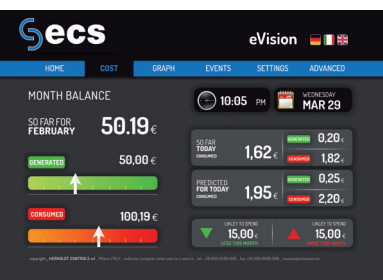 Secs
eVision
HOME COST GRAPH EVENTS SETTINGS ADVANCED
MONTH BALANCE
10:05 PM
WEDNESDAY
MAR 29
SO FAR FOR
FEBRUARY
50.19 €
GENERATED
50,00 €
CONSUMED
100,19 €
SO FAR
TODAY
CONSUMED
1,62 €
GENERATED 0,20 €
CONSUMED 1,82 €
PREDICTED
FOR TODAY
CONSUMED
1,95 €
GENERATED 0,25 €
CONSUMED 2,20 €
LIKLEY TO SPEND
15,00 €
LESS THIS MONTH
LIKLEY TO SPEND
15,00 €
MORE THIS MONTH